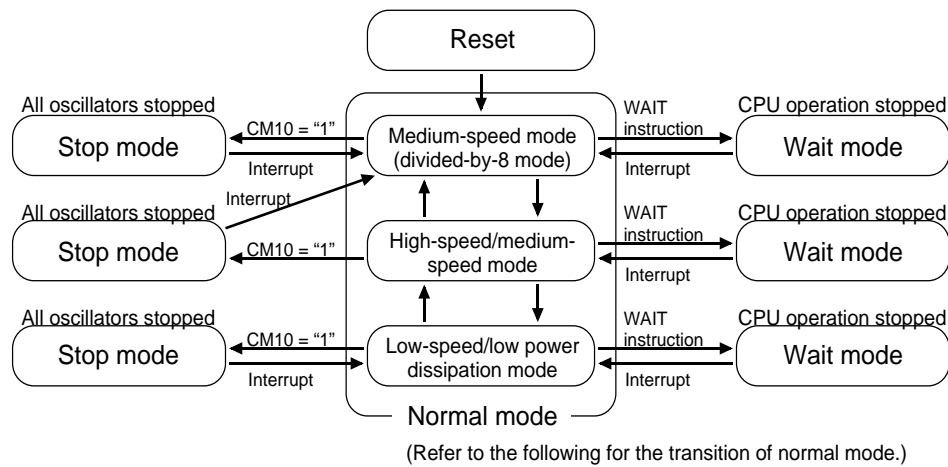 Reset
All oscillators stopped
Stop mode
CM10 = “1”
Interrupt
Medium-speed mode
(divided-by-8 mode)
WAIT
instruction
Interrupt
CPU operation stopped
Wait mode
Interrupt
All oscillators stopped
Stop mode
CM10 = “1”
High-speed/medium-
speed mode
WAIT
instruction
Interrupt
CPU operation stopped
Wait mode
All oscillators stopped
Stop mode
CM10 = “1”
Interrupt
Low-speed/low power
dissipation mode
WAIT
instruction
Interrupt
CPU operation stopped
Wait mode
Normal mode
(Refer to the following for the transition of normal mode.)